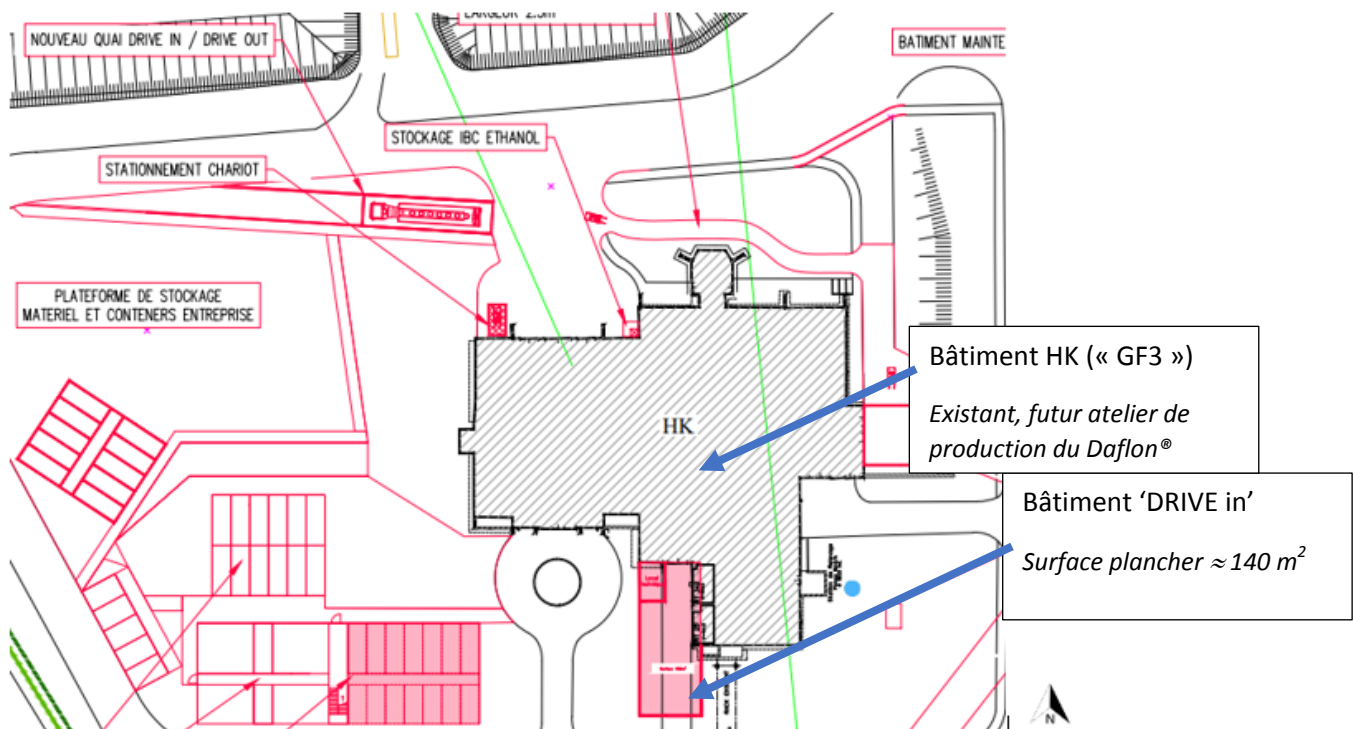 LARGEUR 2.5m
NOUVEAU QUAI DRIVE IN / DRIVE OUT
BATIMENT MAINTE
STOCKAGE IBC ETHANOL
STATIONNEMENT CHARIOT
PLATEFORME DE STOCKAGE
MATERIEL ET CONTENERS ENTREPRISE
Bâtiment HK (« GF3 »)
Existant, futur atelier de
production du Daflon®
HK
Bâtiment ‘DRIVE in’
Surface plancher ≈ 140 m²
Local
N